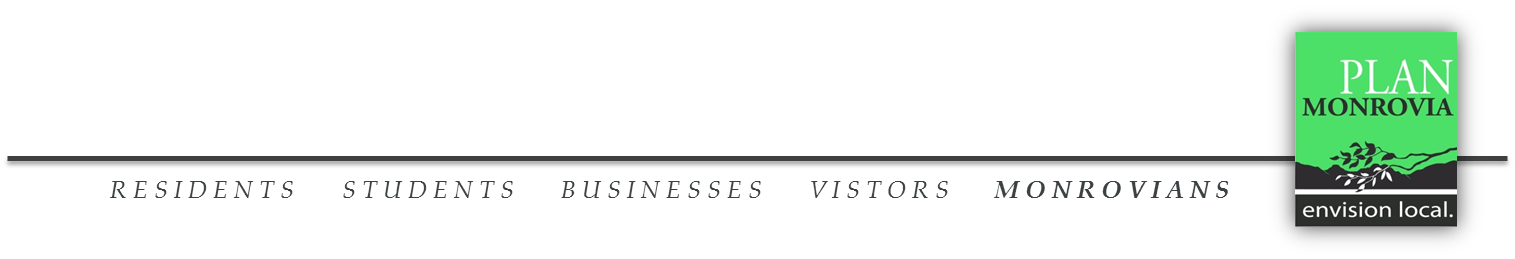 RESIDENTS STUDENTS BUSINESSES VISTORS MONROVIANS
PLAN
MONROVIA
envision local.